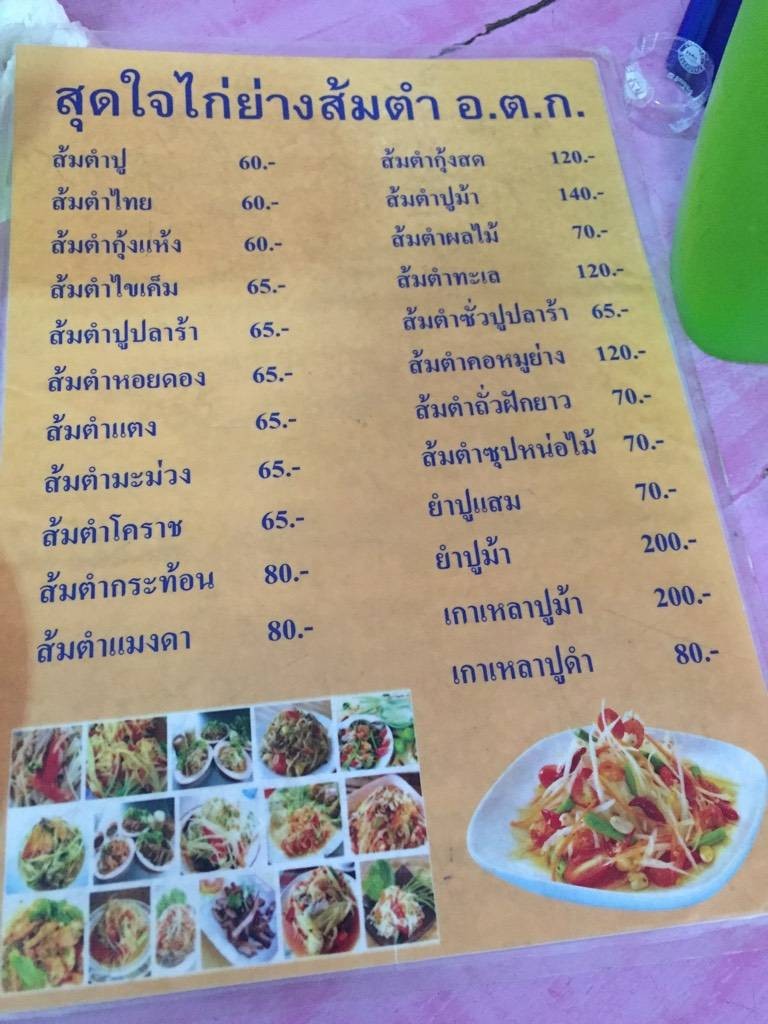 สุดใจไก่ย่างส้มตำ อ.ต.ก.
ส้มตำปู 60.-
ส้มตำไทย 60.-
ส้มตำกุ้งแห้ง 60.-
ส้มตำไขเค็ม 65.-
ส้มตำปูปลาร้า 65.-
ส้มตำหอยดอง 65.-
ส้มตำแตง 65.-
ส้มตำมะม่วง 65.-
ส้มตำโคราช 65.-
ส้มตำกระท้อน 80.-
ส้มตำแมงดา 80.-
ส้มตำกุ้งสด 120.-
ส้มตำปูม้า 140.-
ส้มตำผลไม้ 70.-
ส้มตำทะเล 120.-
ส้มตำซั่วปูปลาร้า 65.-
ส้มตำคอหมูย่าง 120.-
ส้มตำถั่วฝักยาว 70.-
ส้มตำซุปหน่อไม้ 70.-
ยำปูแสม 70.-
ยำปูม้า 200.-
เกาเหลาปูม้า 200.-
เกาเหลาปูดำ 80.-